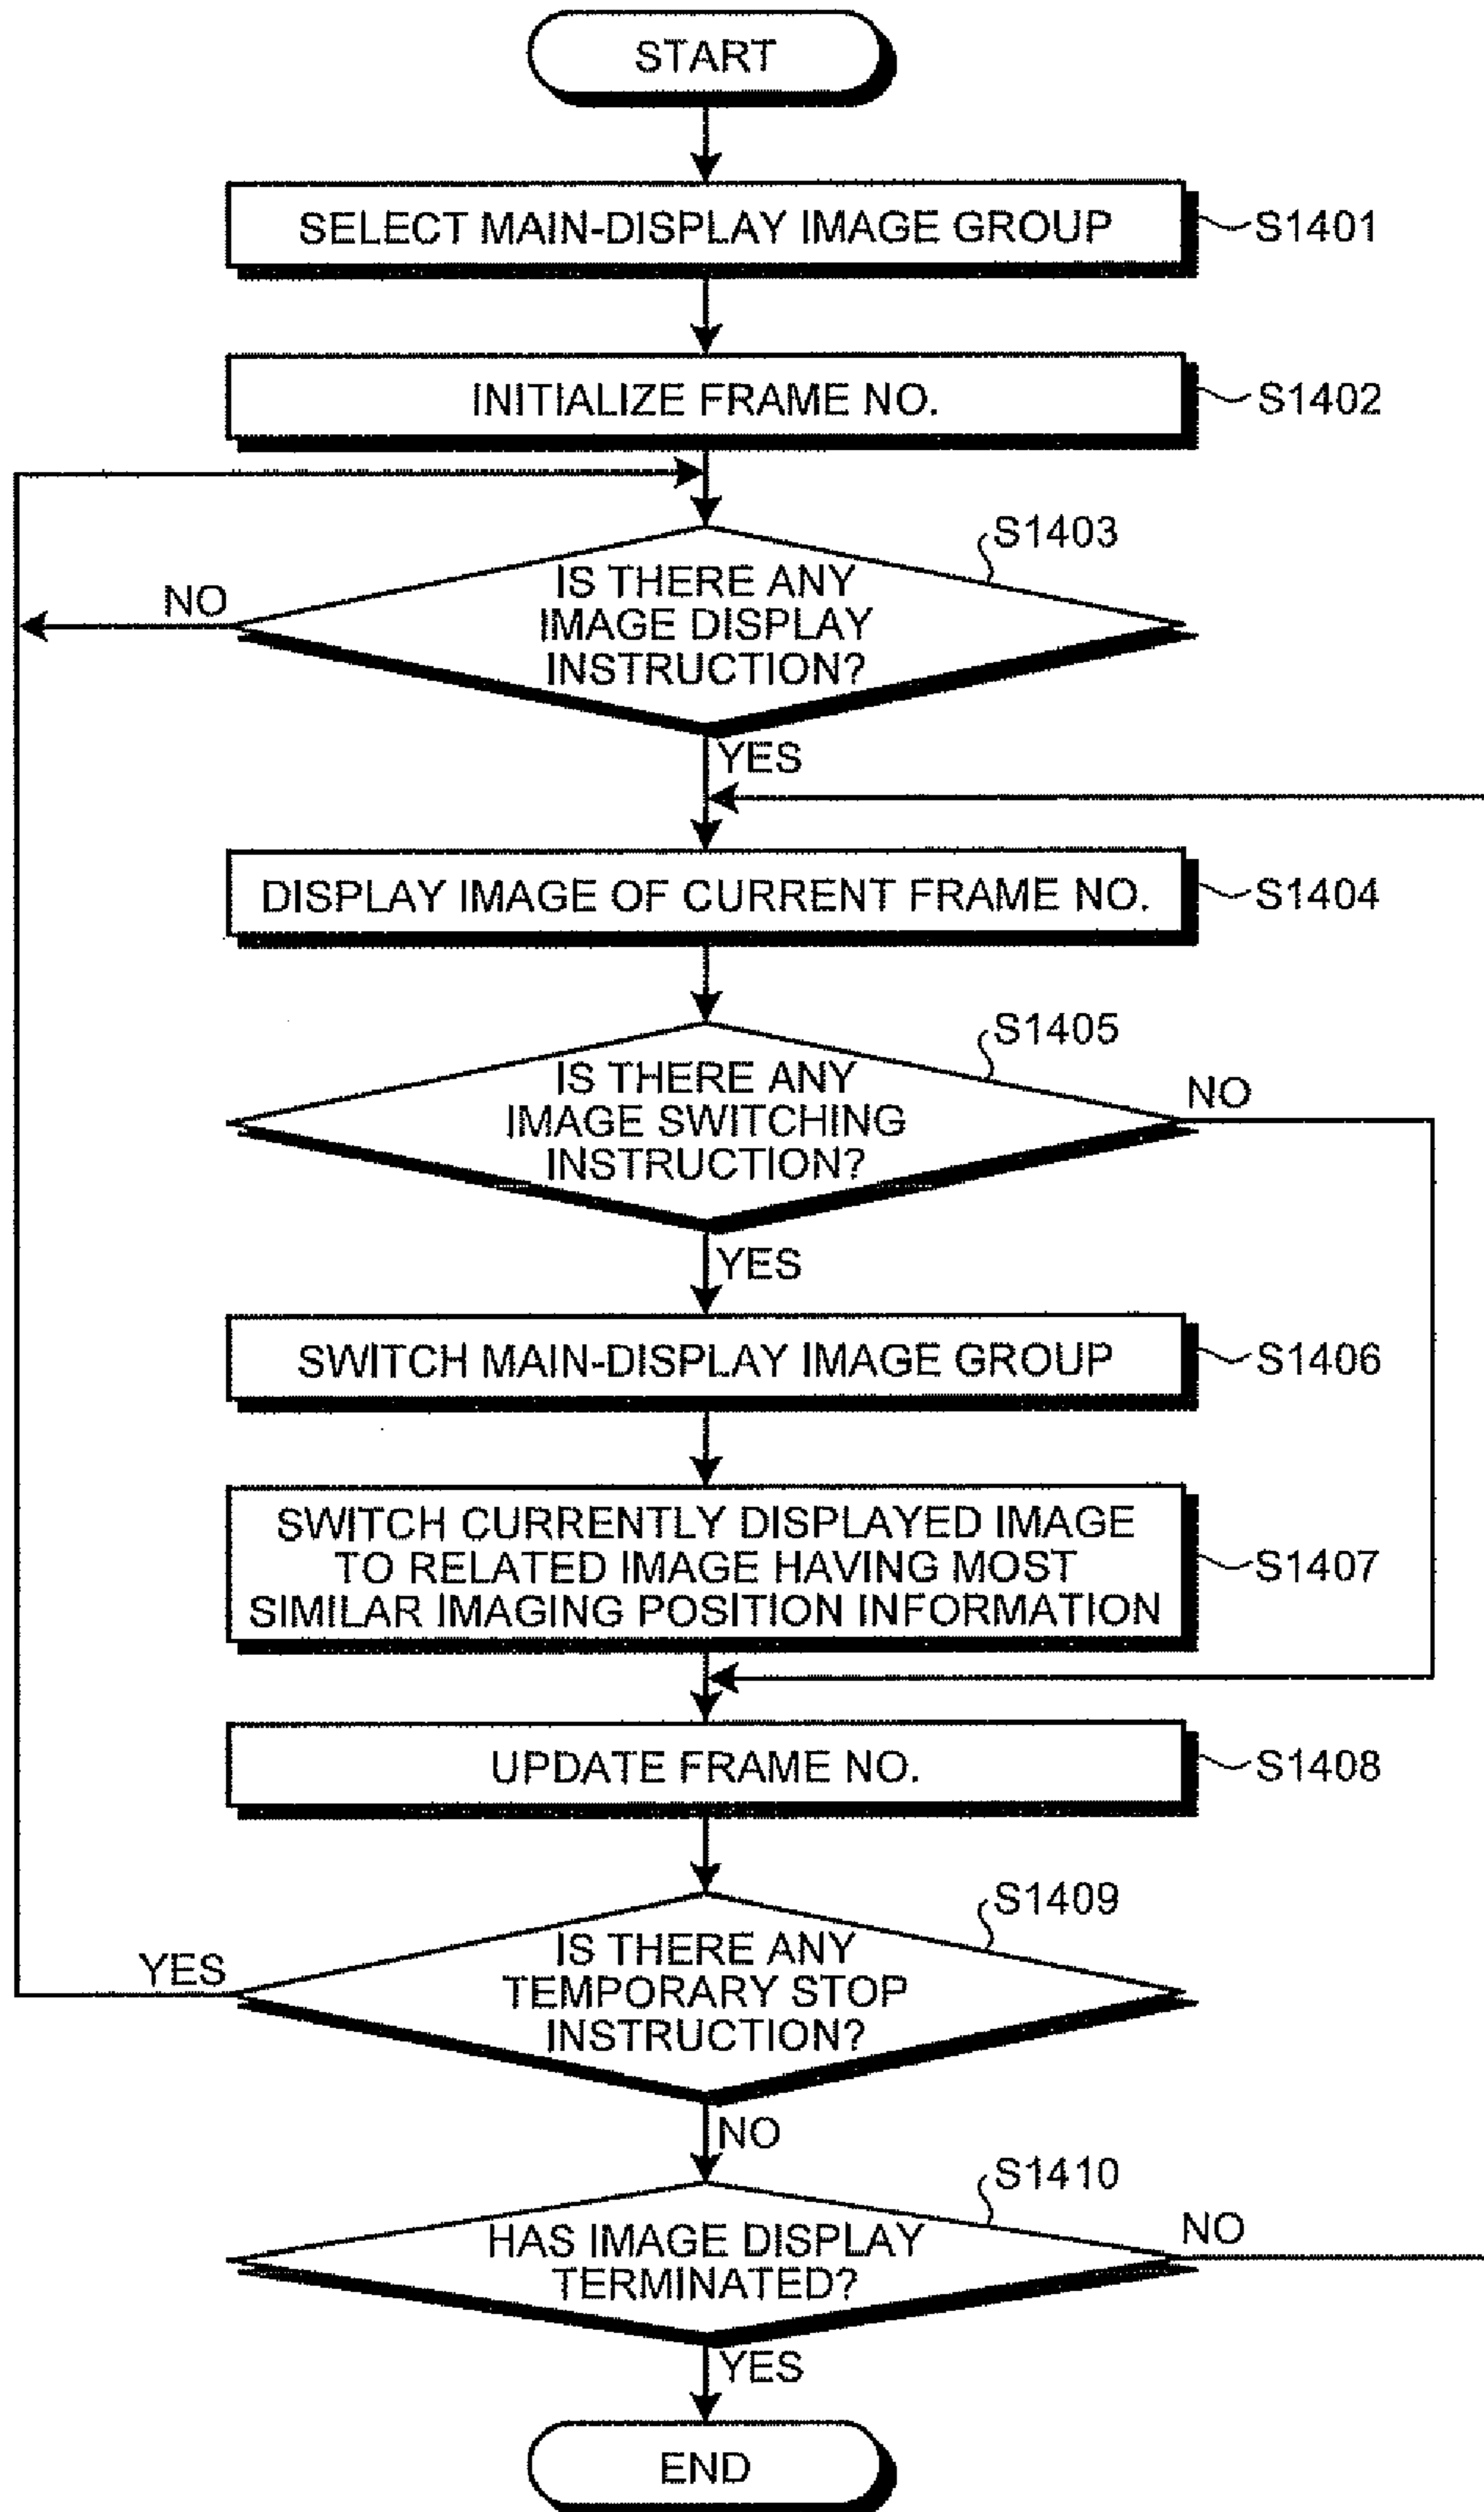 START
SELECT MAIN-DISPLAY IMAGE GROUP
S1401
INITIALIZE FRAME NO.
S1402
S1403
IS THERE ANY
IMAGE DISPLAY
INSTRUCTION?
NO
YES
DISPLAY IMAGE OF CURRENT FRAME NO.
S1404
S1405
IS THERE ANY
IMAGE SWITCHING
INSTRUCTION?
NO
YES
SWITCH MAIN-DISPLAY IMAGE GROUP
S1406
SWITCH CURRENTLY DISPLAYED IMAGE
TO RELATED IMAGE HAVING MOST
SIMILAR IMAGING POSITION INFORMATION
S1407
UPDATE FRAME NO.
S1408
S1409
IS THERE ANY
TEMPORARY STOP
INSTRUCTION?
YES
NO
S1410
HAS IMAGE DISPLAY
TERMINATED?
NO
YES
END